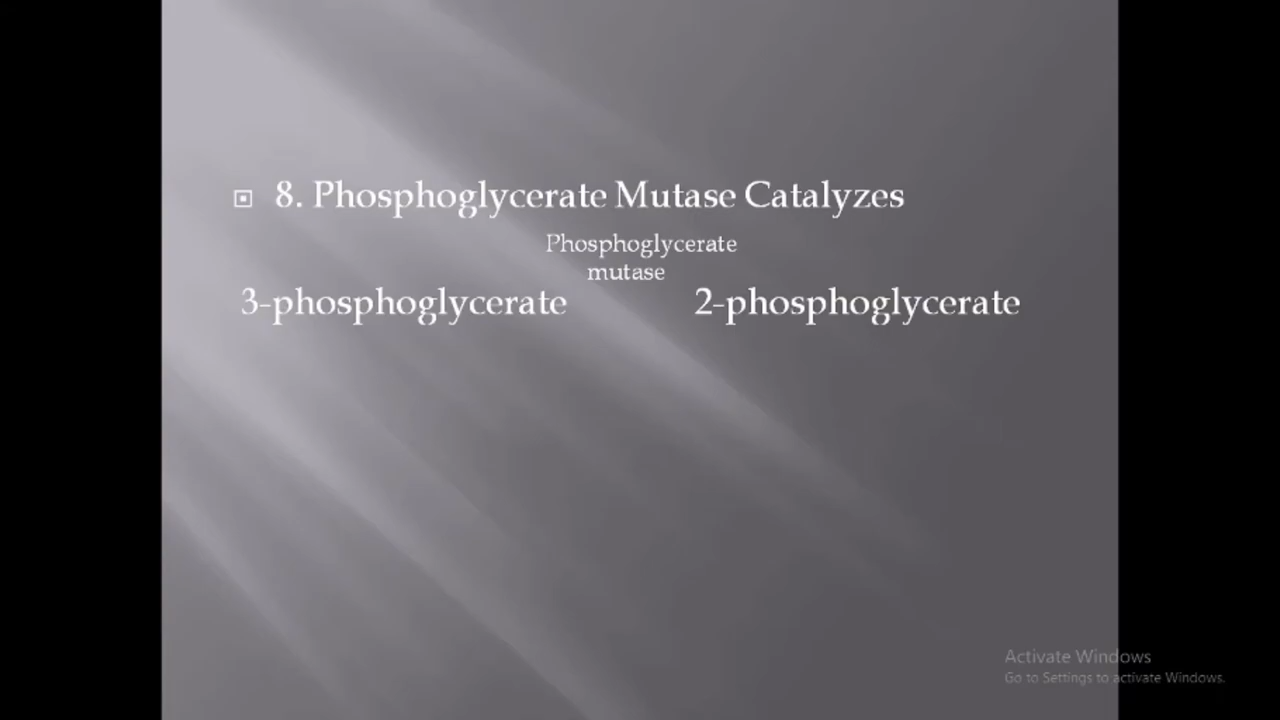 8. Phosphoglycerate Mutase Catalyzes
Phosphoglycerate
mutase
3-phosphoglycerate 2-phosphoglycerate
Activate Windows
Go to Settings to activate Windows.